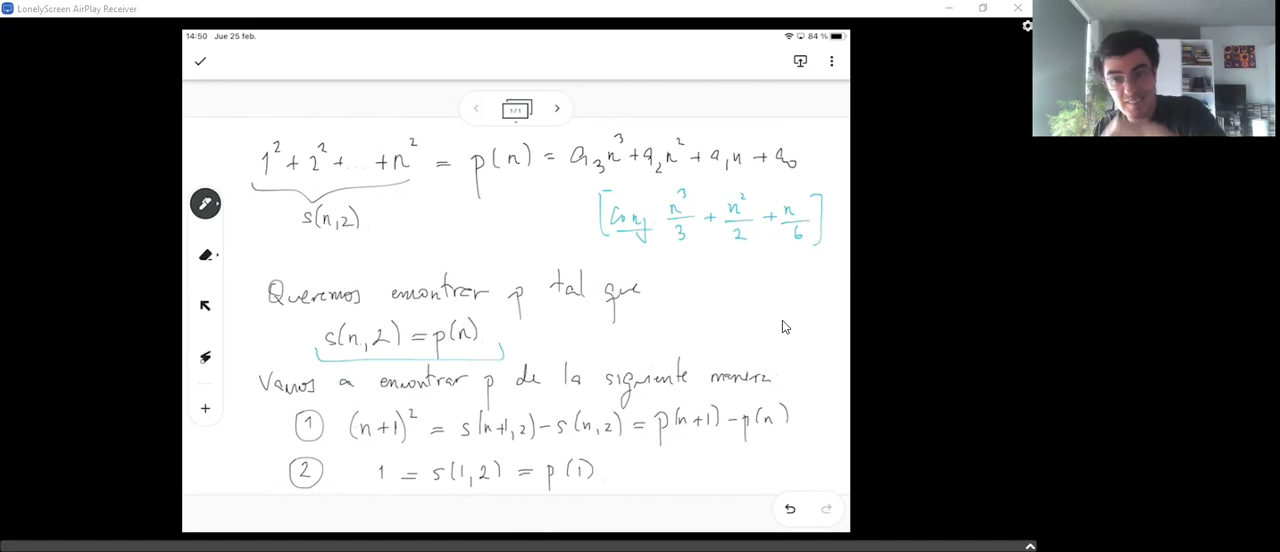 LonelyScreen AirPlay Receiver
14:50 Jue 25 feb.
84 %
1/1
1² + 2² + ... + n² = p(n) = a₃n³ + a₂n² + a₁n + a₀
s(n,2)
[Conj n³/3 + n²/2 + n/6]
Queremos encontrar p tal que
s(n,2) = p(n)
Vamos a encontrar p de la siguiente manera
① (n+1)² = s(n+1,2) - s(n,2) = p(n+1) - p(n)
② 1 = s(1,2) = p(1)